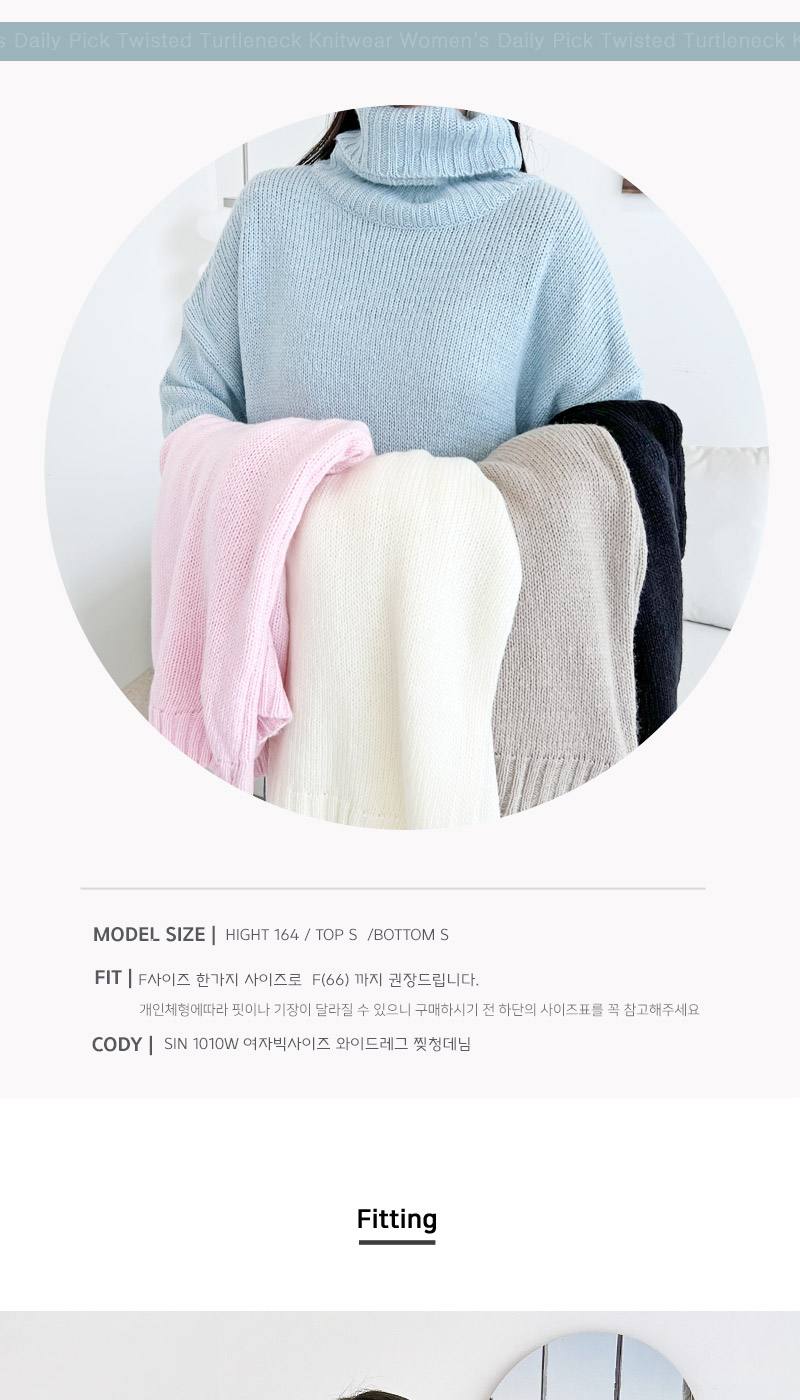 s Daily Pick Twisted Turtleneck Knitwear Women's Daily Pick Twisted Turtleneck K
MODEL SIZE | HIGHT 164 / TOP S /BOTTOM S
FIT | F사이즈 한가지 사이즈로 F(66) 까지 권장드립니다.
개인체형에따라 핏이나 기장이 달라질 수 있으니 구매하시기 전 하단의 사이즈표를 꼭 참고해주세요
CODY | SIN 1010W 여자빅사이즈 와이드레그 찢청데님
Fitting